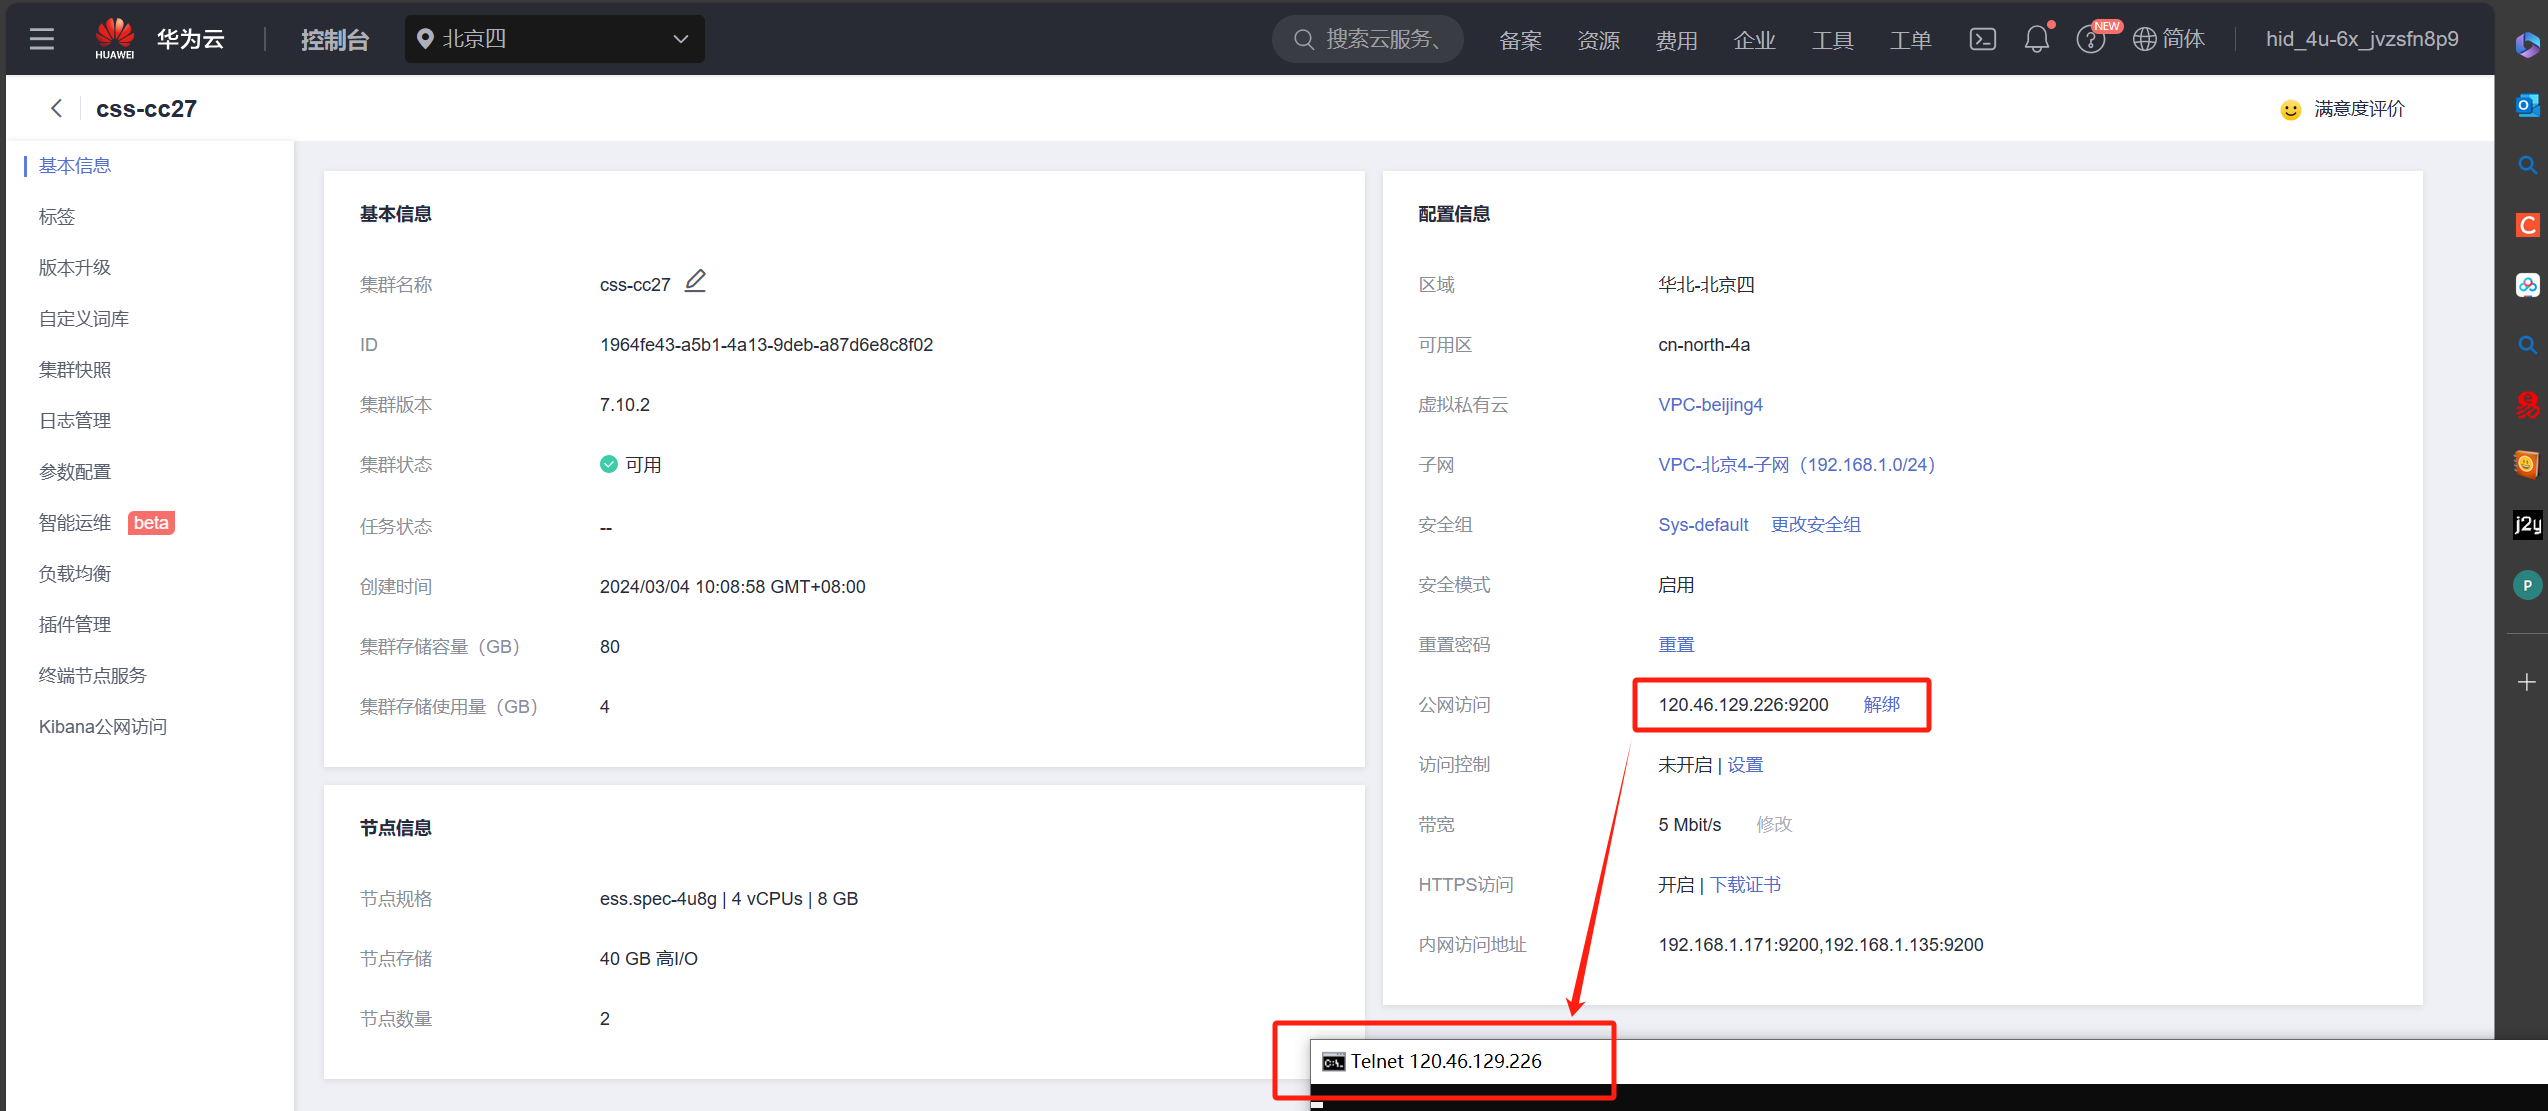 HUAWEI
华为云
控制台
北京四
搜索云服务、
备案
资源
费用
企业
工具
工单
NEW
简体
hid_4u-6x_jvzsfn8p9
css-cc27
满意度评价
基本信息
标签
版本升级
自定义词库
集群快照
日志管理
参数配置
智能运维 beta
负载均衡
插件管理
终端节点服务
Kibana公网访问
基本信息
集群名称 css-cc27
ID 1964fe43-a5b1-4a13-9deb-a87d6e8c8f02
集群版本 7.10.2
集群状态 可用
任务状态 --
创建时间 2024/03/04 10:08:58 GMT+08:00
集群存储容量（GB） 80
集群存储使用量（GB） 4
节点信息
节点规格 ess.spec-4u8g | 4 vCPUs | 8 GB
节点存储 40 GB 高I/O
节点数量 2
配置信息
区域 华北-北京四
可用区 cn-north-4a
虚拟私有云 VPC-beijing4
子网 VPC-北京4-子网（192.168.1.0/24）
安全组 Sys-default 更改安全组
安全模式 启用
重置密码 重置
公网访问 120.46.129.226:9200 解绑
访问控制 未开启 | 设置
带宽 5 Mbit/s 修改
HTTPS访问 开启 | 下载证书
内网访问地址 192.168.1.171:9200,192.168.1.135:9200
C:\. Telnet 120.46.129.226
C
易
j2y
P